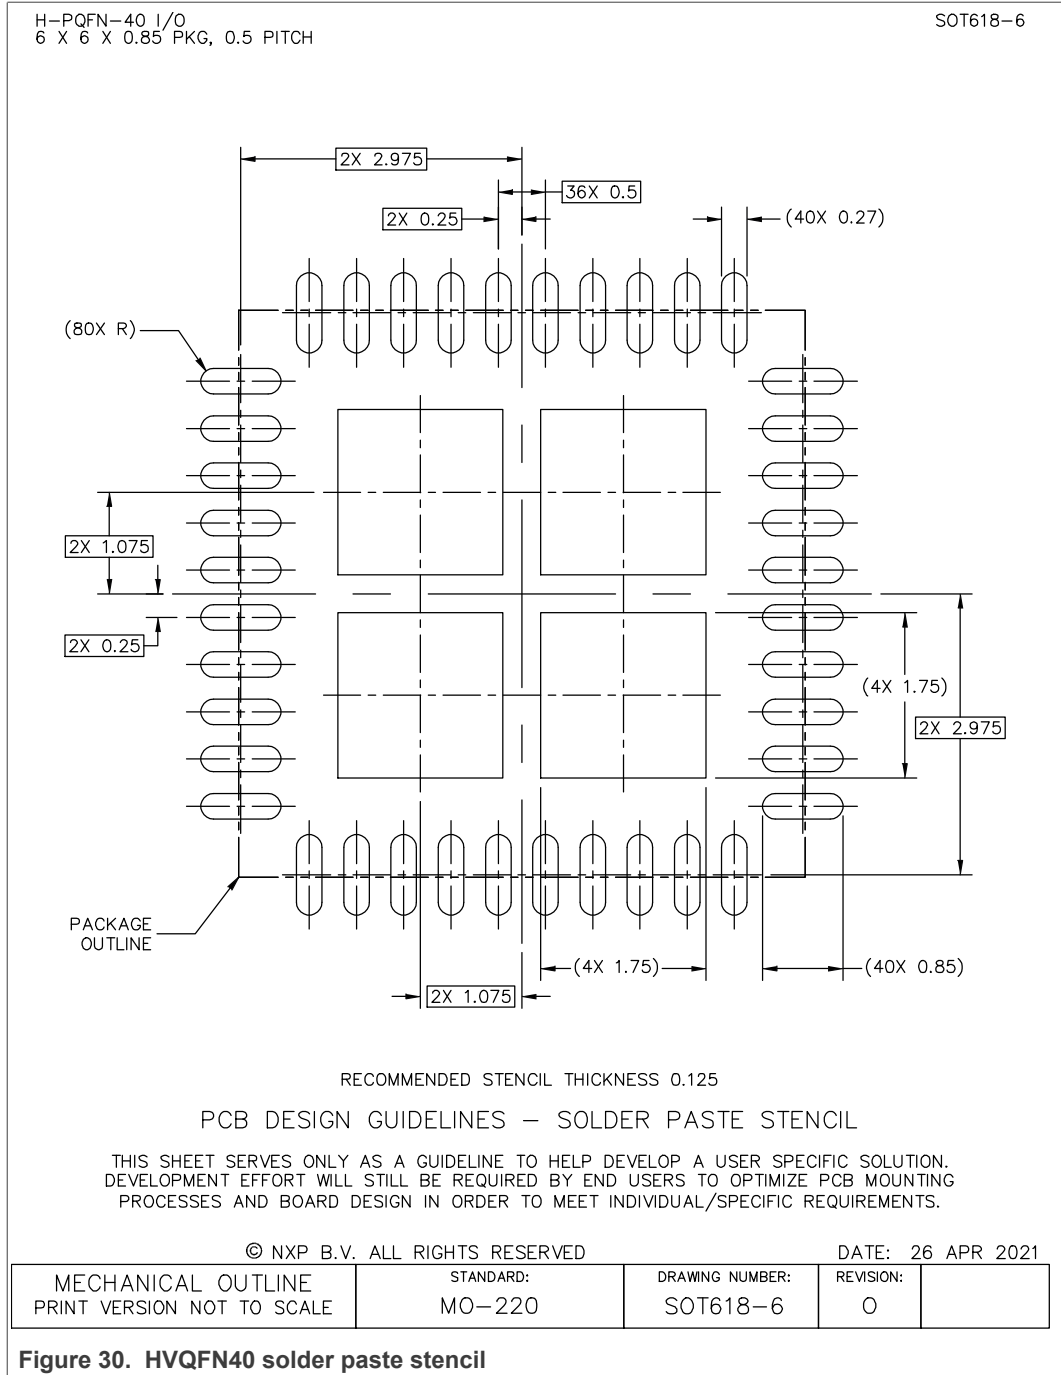 H-PQFN-40 I/O
6 X 6 X 0.85 PKG, 0.5 PITCH
SOT618-6
2X 2.975
36X 0.5
2X 0.25
(40X 0.27)
(80X R)
2X 1.075
2X 0.25
(4X 1.75)
2X 2.975
PACKAGE
OUTLINE
(4X 1.75)
(40X 0.85)
2X 1.075
RECOMMENDED STENCIL THICKNESS 0.125
PCB DESIGN GUIDELINES – SOLDER PASTE STENCIL
THIS SHEET SERVES ONLY AS A GUIDELINE TO HELP DEVELOP A USER SPECIFIC SOLUTION.
DEVELOPMENT EFFORT WILL STILL BE REQUIRED BY END USERS TO OPTIMIZE PCB MOUNTING
PROCESSES AND BOARD DESIGN IN ORDER TO MEET INDIVIDUAL/SPECIFIC REQUIREMENTS.
© NXP B.V. ALL RIGHTS RESERVED
DATE: 26 APR 2021
MECHANICAL OUTLINE
PRINT VERSION NOT TO SCALE
STANDARD:
MO-220
DRAWING NUMBER:
SOT618-6
REVISION:
O
Figure 30. HVQFN40 solder paste stencil